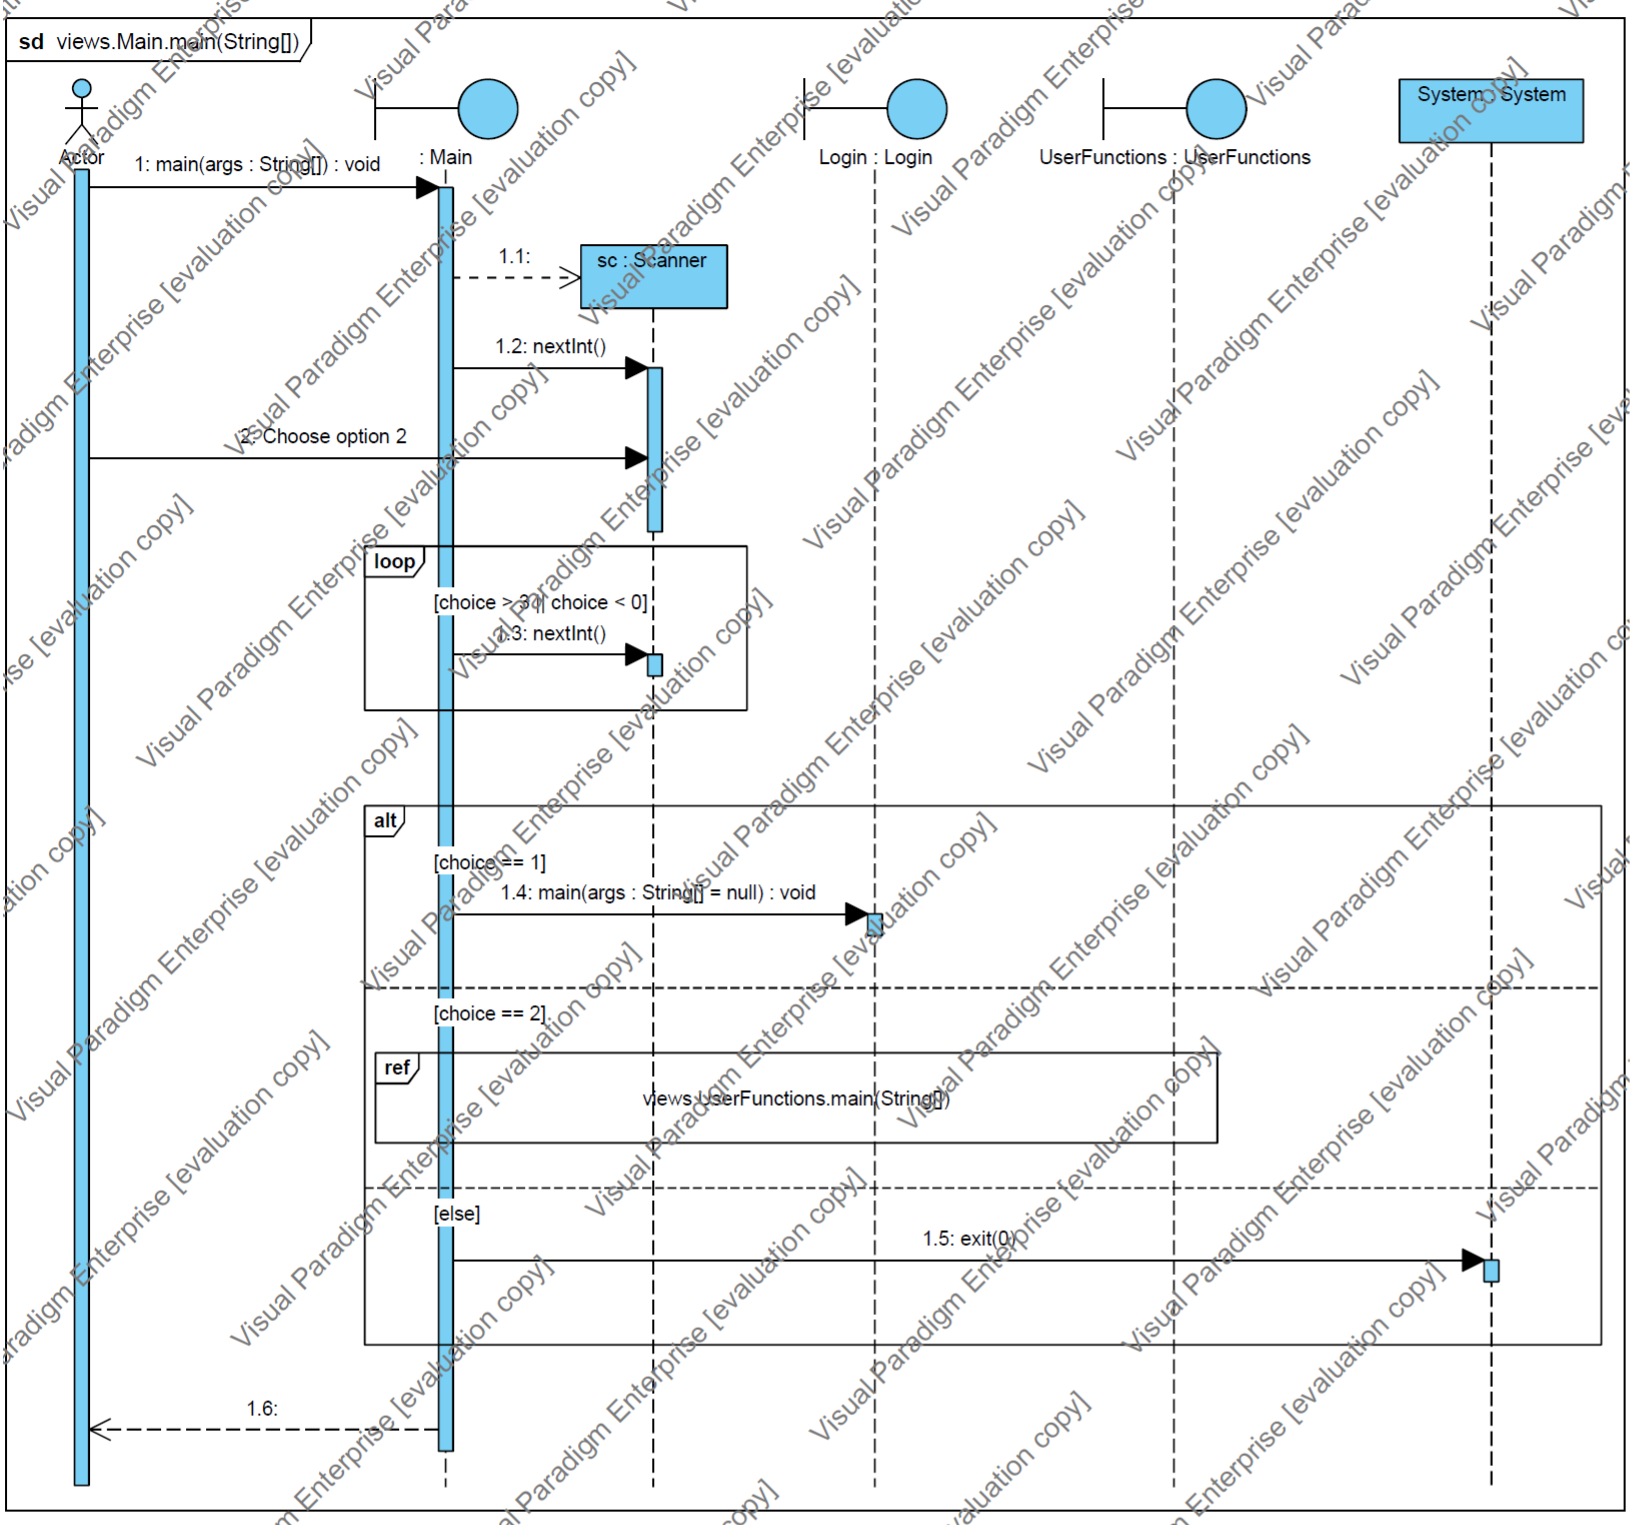 sd views.Main.main(String[])
Actor
: Main
Login : Login
UserFunctions : UserFunctions
System : System
1: main(args : String[]) : void
1.1:
sc : Scanner
1.2: nextInt()
2: Choose option 2
loop
[choice > 3 || choice < 0]
1.3: nextInt()
alt
[choice == 1]
1.4: main(args : String[] = null) : void
[choice == 2]
ref
views.UserFunctions.main(String[])
[else]
1.5: exit(0)
1.6:
Visual Paradigm Enterprise [evaluation copy]